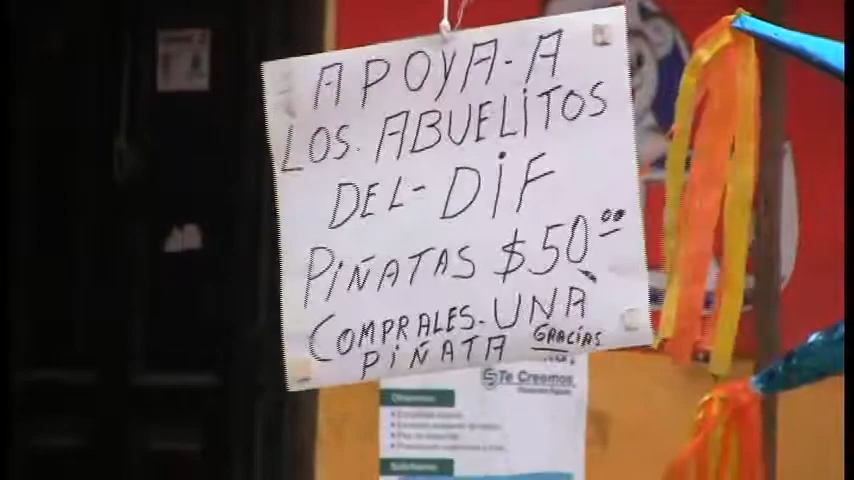 APOYA-A
LOS. ABUELiTOS
DEL-DiF
PiÑATAS $50.00
COMPRALES-UNA
PiÑATA GRACiAS
Te Creemos